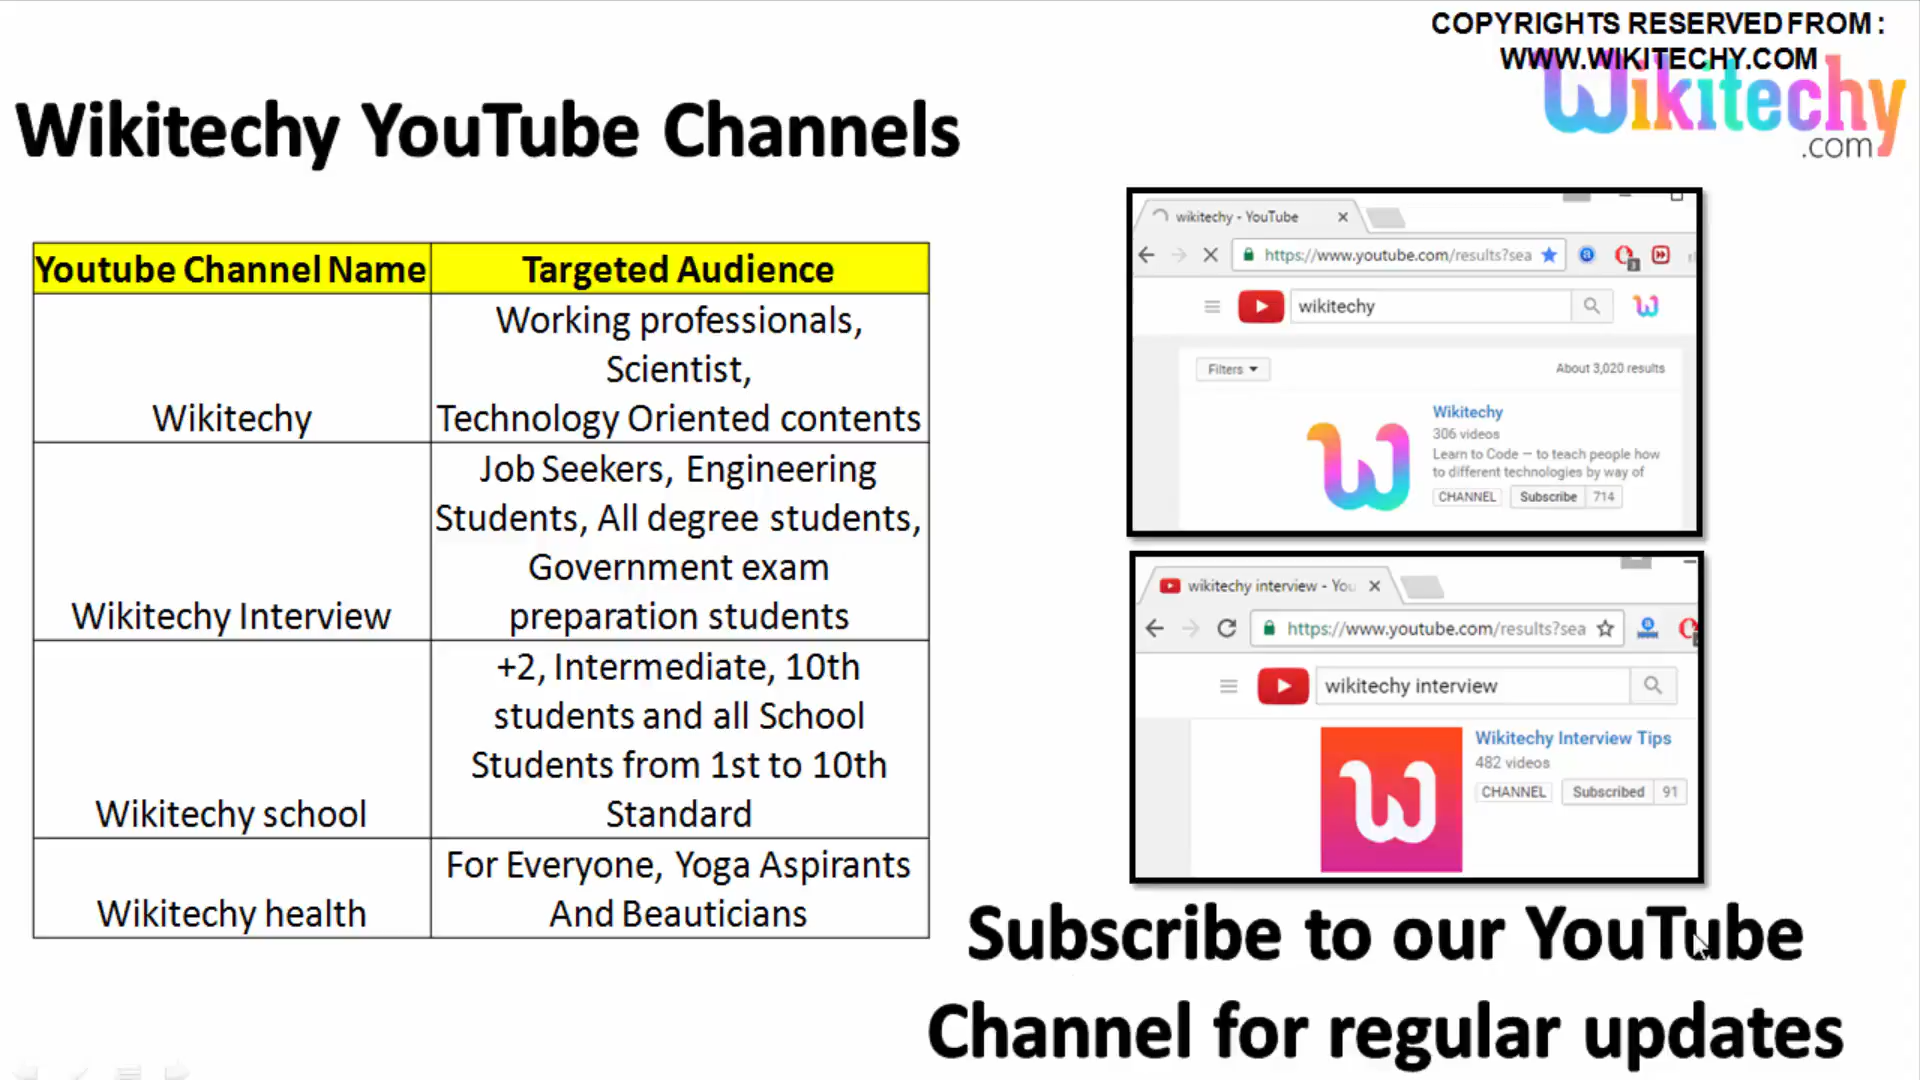 COPYRIGHTS RESERVED FROM :
WWW.WIKITECHY.COM
Wikitechy
.com
Wikitechy YouTube Channels
Youtube Channel Name
Targeted Audience
Wikitechy
Working professionals,
Scientist,
Technology Oriented contents
Wikitechy Interview
Job Seekers, Engineering
Students, All degree students,
Government exam
preparation students
Wikitechy school
+2, Intermediate, 10th
students and all School
Students from 1st to 10th
Standard
Wikitechy health
For Everyone, Yoga Aspirants
And Beauticians
wikitechy - YouTube
https://www.youtube.com/results?sea
3
wikitechy
Filters
About 3,020 results
Wikitechy
306 videos
Learn to Code — to teach people how
to different technologies by way of
CHANNEL
Subscribe 714
wikitechy interview - You
https://www.youtube.com/results?sea
wikitechy interview
Wikitechy Interview Tips
482 videos
CHANNEL
Subscribed 91
Subscribe to our YouTube
Channel for regular updates